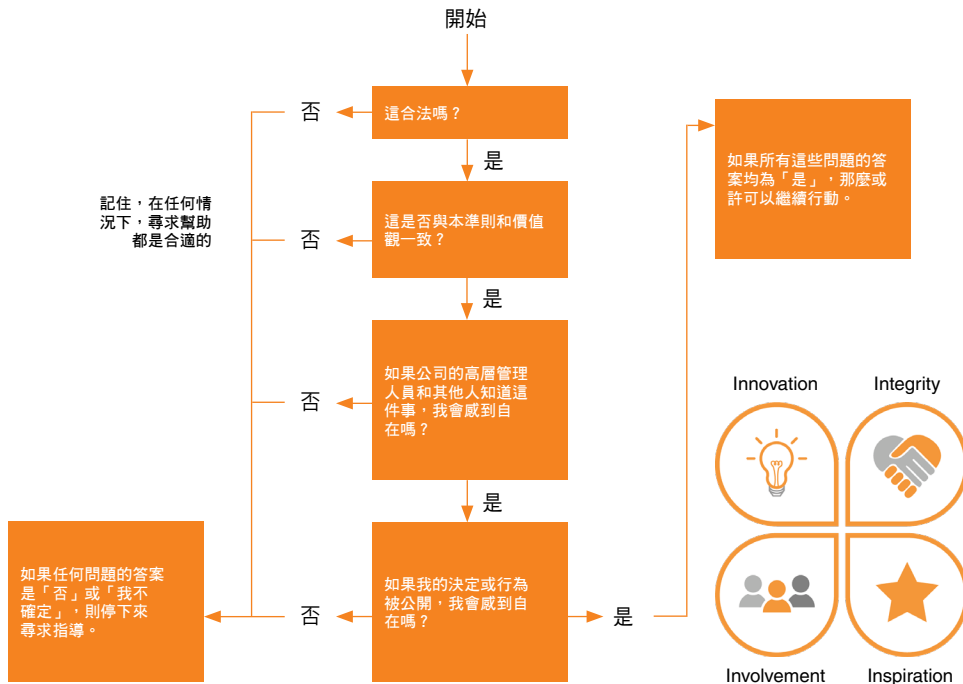 開始
這合法嗎？
否
是
記住，在任何情
況下，尋求幫助
都是合適的
這是否與本準則和價值
觀一致？
否
是
如果公司的高層管理
人員和其他人知道這
件事，我會感到自
在嗎？
否
是
如果我的決定或行為
被公開，我會感到自
在嗎？
否
是
如果任何問題的答案
是「否」或「我不
確定」，則停下來
尋求指導。
如果所有這些問題的答
案均為「是」，那麼或
許可以繼續行動。
Innovation
Integrity
Involvement
Inspiration